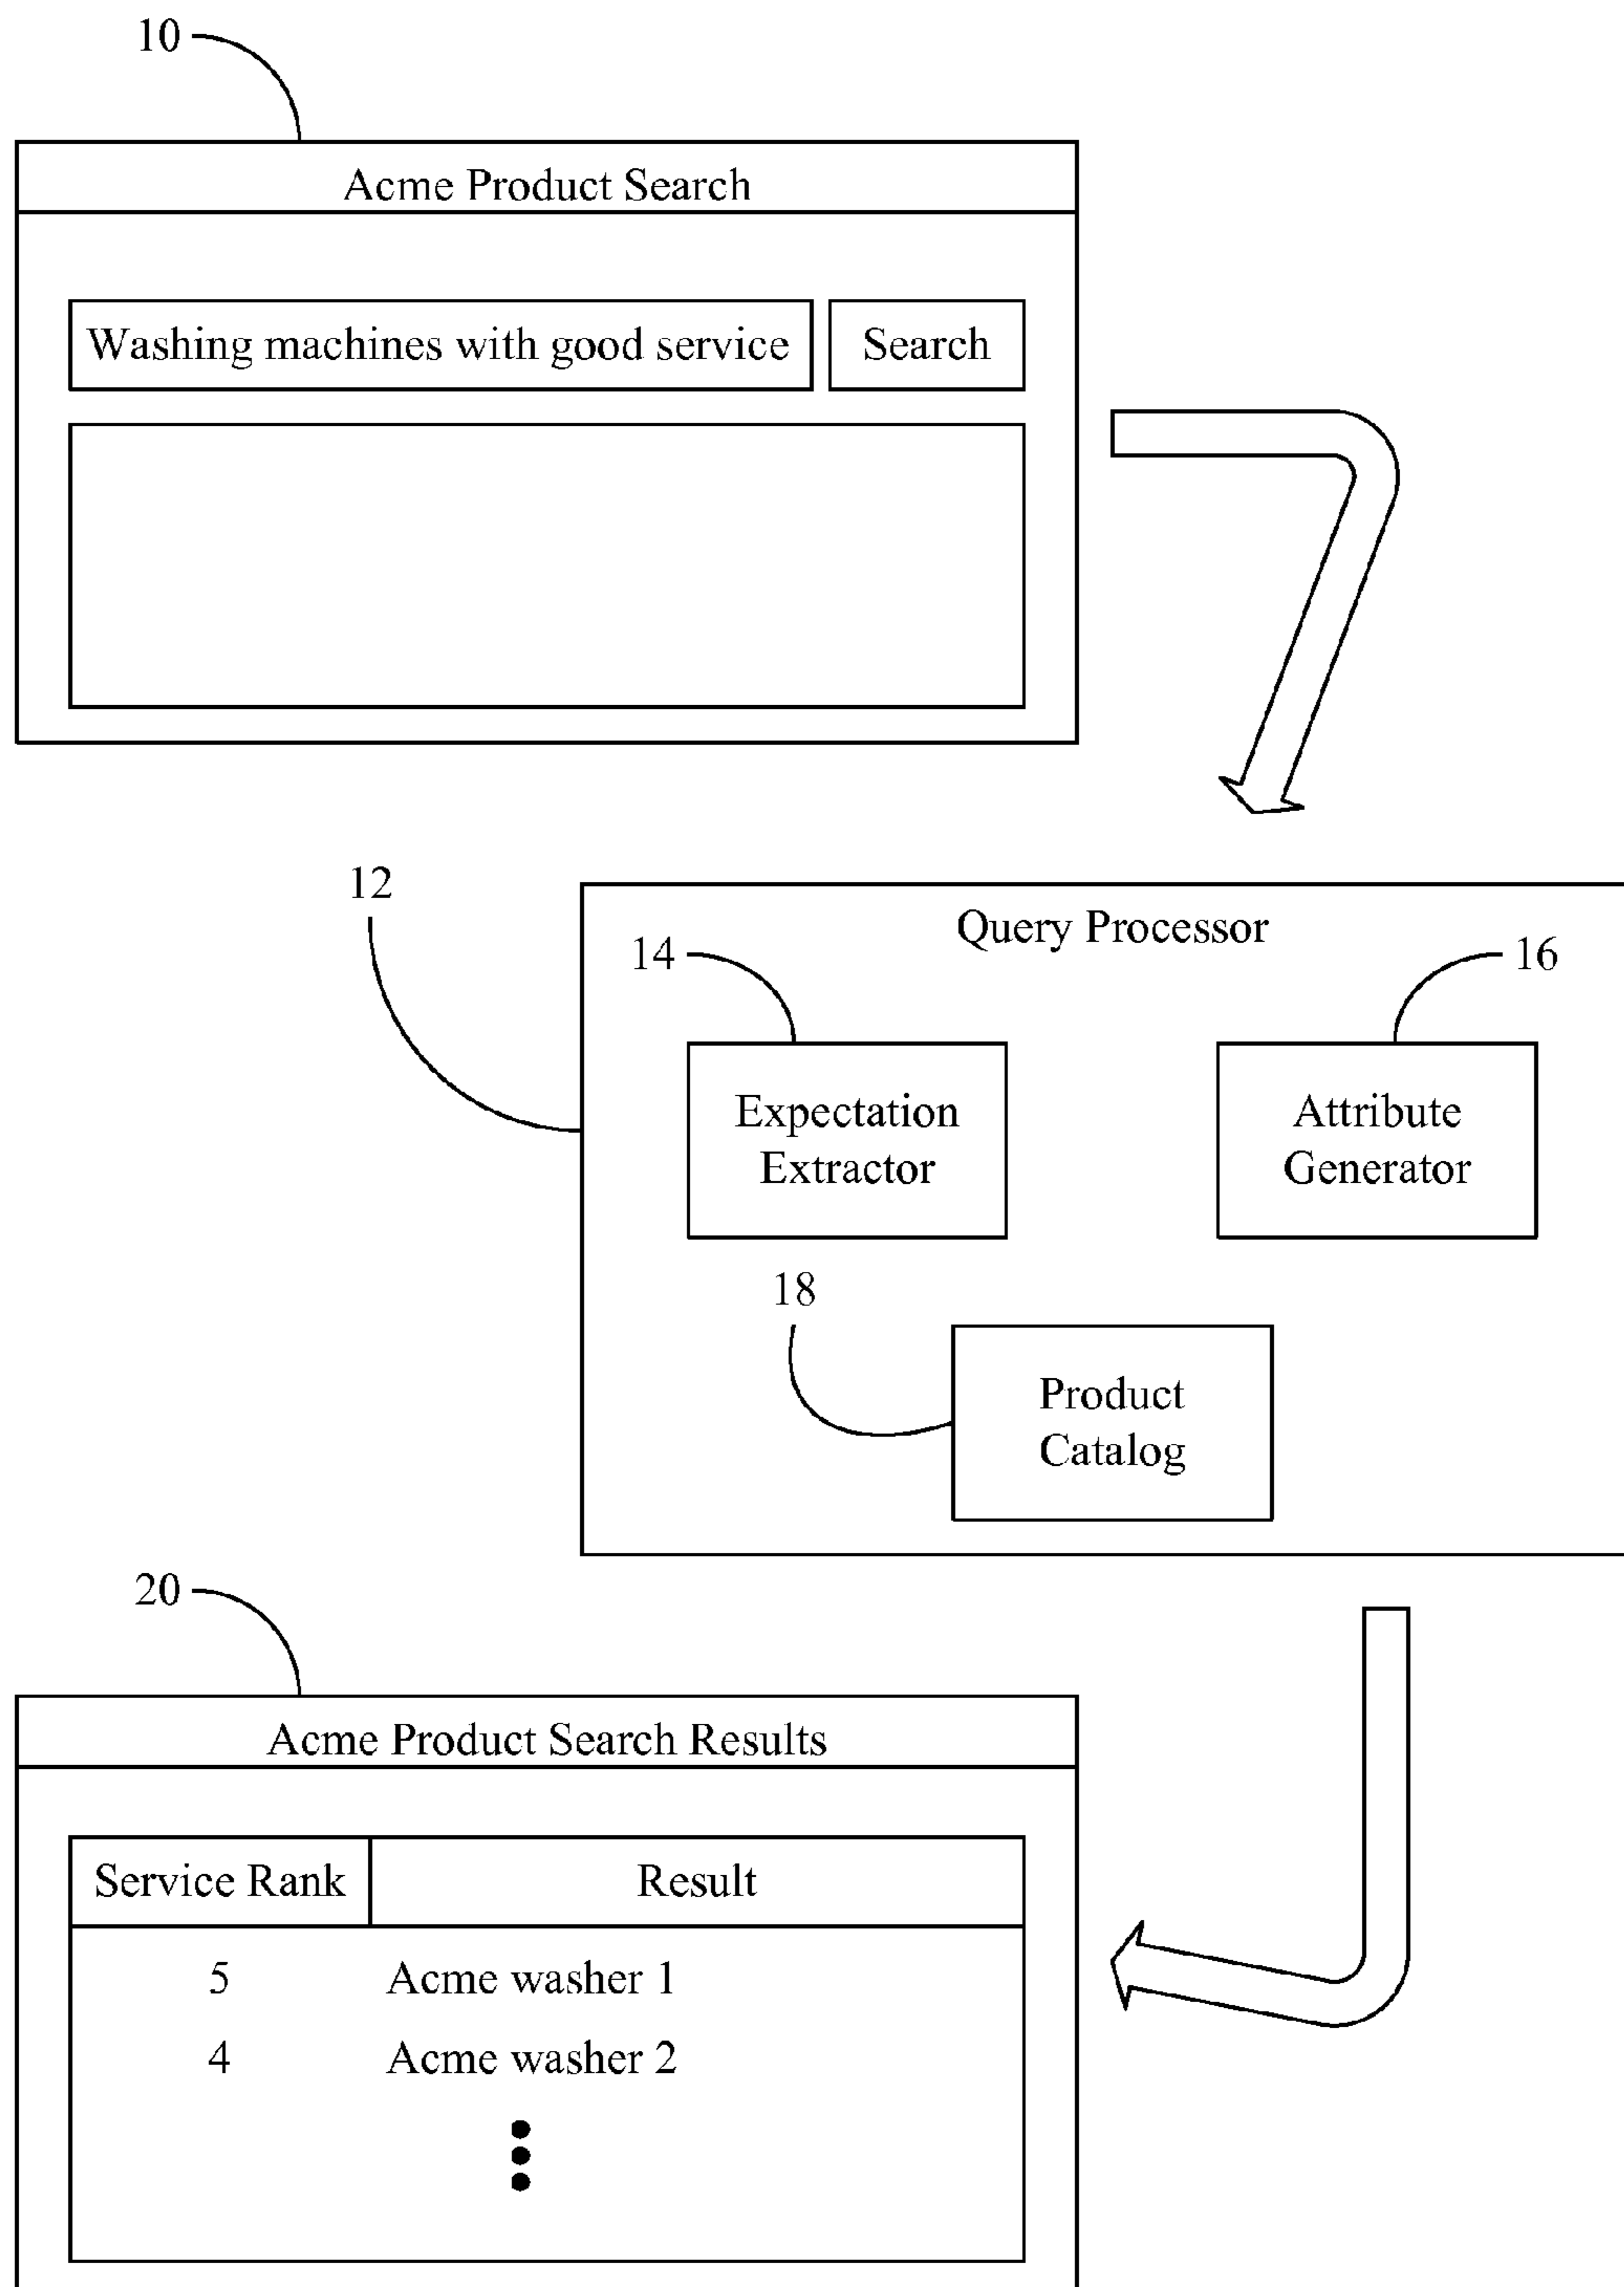 10
Acme Product Search
Washing machines with good service
Search
12
Query Processor
14
16
Expectation
Extractor
Attribute
Generator
18
Product
Catalog
20
Acme Product Search Results
Service Rank
Result
5
Acme washer 1
4
Acme washer 2